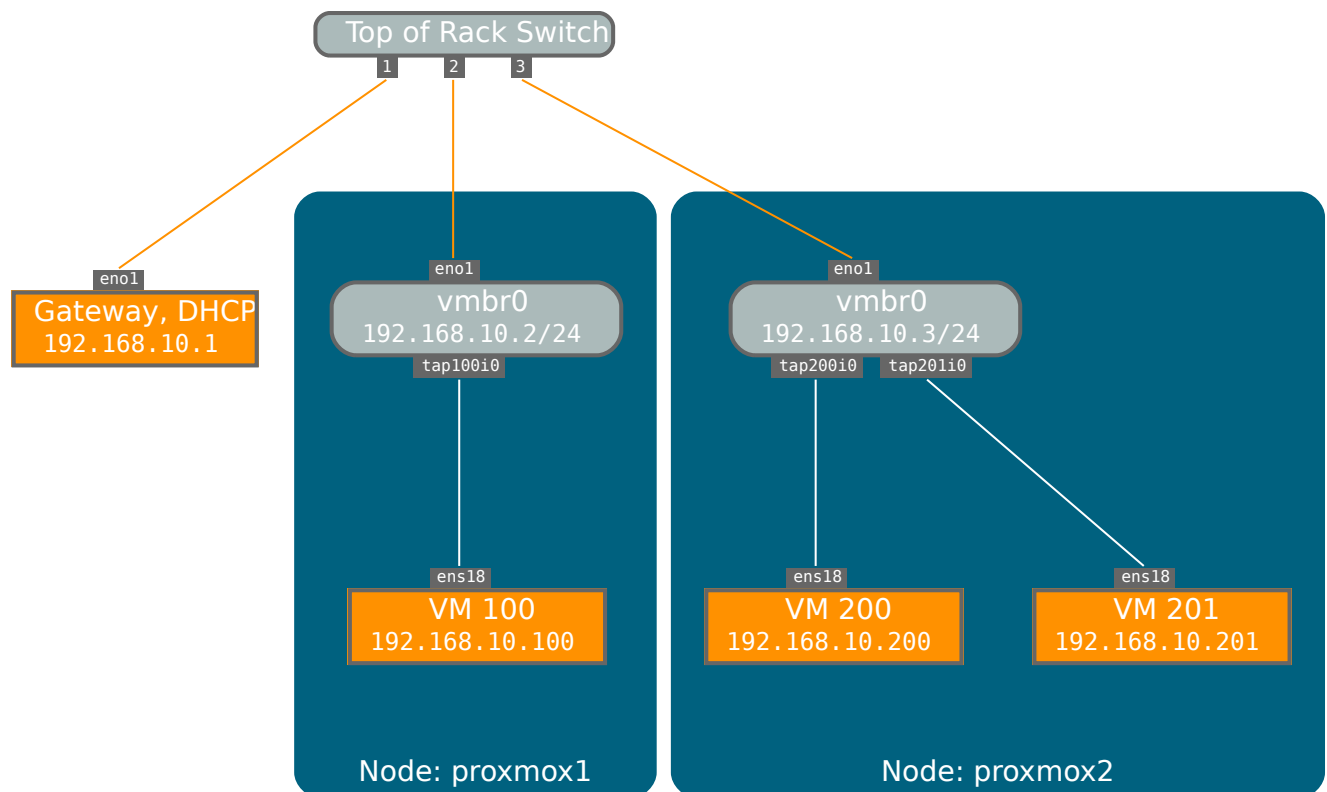 Top of Rack Switch
1 2 3
eno1
Gateway, DHCP
192.168.10.1
eno1
vmbr0
192.168.10.2/24
tap100i0
ens18
VM 100
192.168.10.100
Node: proxmox1
eno1
vmbr0
192.168.10.3/24
tap200i0 tap201i0
ens18
VM 200
192.168.10.200
ens18
VM 201
192.168.10.201
Node: proxmox2